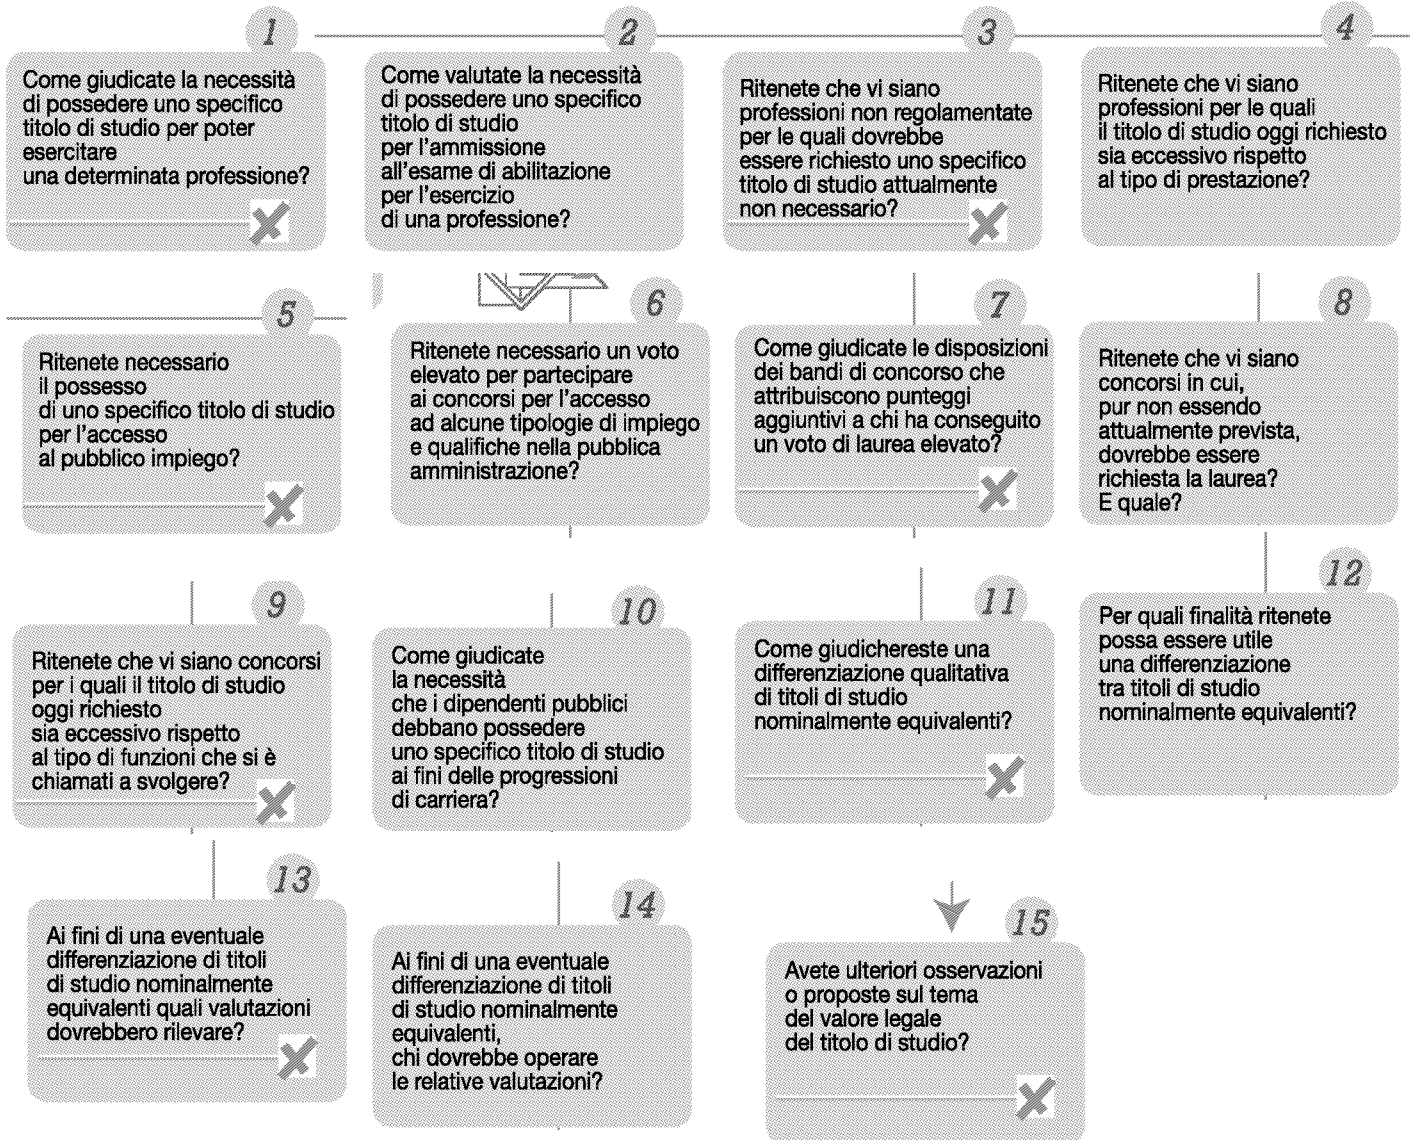 1
Come giudicate la necessità
di possedere uno specifico
titolo di studio per poter
esercitare
una determinata professione?
2
Come valutate la necessità
di possedere uno specifico
titolo di studio
per l'ammissione
all'esame di abilitazione
per l'esercizio
di una professione?
3
Ritenete che vi siano
professioni non regolamentate
per le quali dovrebbe
essere richiesto uno specifico
titolo di studio attualmente
non necessario?
4
Ritenete che vi siano
professioni per le quali
il titolo di studio oggi richiesto
sia eccessivo rispetto
al tipo di prestazione?
5
Ritenete necessario
il possesso
di uno specifico titolo di studio
per l'accesso
al pubblico impiego?
6
Ritenete necessario un voto
elevato per partecipare
ai concorsi per l'accesso
ad alcune tipologie di impiego
e qualifiche nella pubblica
amministrazione?
7
Come giudicate le disposizioni
dei bandi di concorso che
attribuiscono punteggi
aggiuntivi a chi ha conseguito
un voto di laurea elevato?
8
Ritenete che vi siano
concorsi in cui,
pur non essendo
attualmente prevista,
dovrebbe essere
richiesta la laurea?
E quale?
9
Ritenete che vi siano concorsi
per i quali il titolo di studio
oggi richiesto
sia eccessivo rispetto
al tipo di funzioni che si è
chiamati a svolgere?
10
Come giudicate
la necessità
che i dipendenti pubblici
debbano possedere
uno specifico titolo di studio
ai fini delle progressioni
di carriera?
11
Come giudichereste una
differenziazione qualitativa
di titoli di studio
nominalmente equivalenti?
12
Per quali finalità ritenete
possa essere utile
una differenziazione
tra titoli di studio
nominalmente equivalenti?
13
Ai fini di una eventuale
differenziazione di titoli
di studio nominalmente
equivalenti quali valutazioni
dovrebbero rilevare?
14
Ai fini di una eventuale
differenziazione di titoli
di studio nominalmente
equivalenti,
chi dovrebbe operare
le relative valutazioni?
15
Avete ulteriori osservazioni
o proposte sul tema
del valore legale
del titolo di studio?